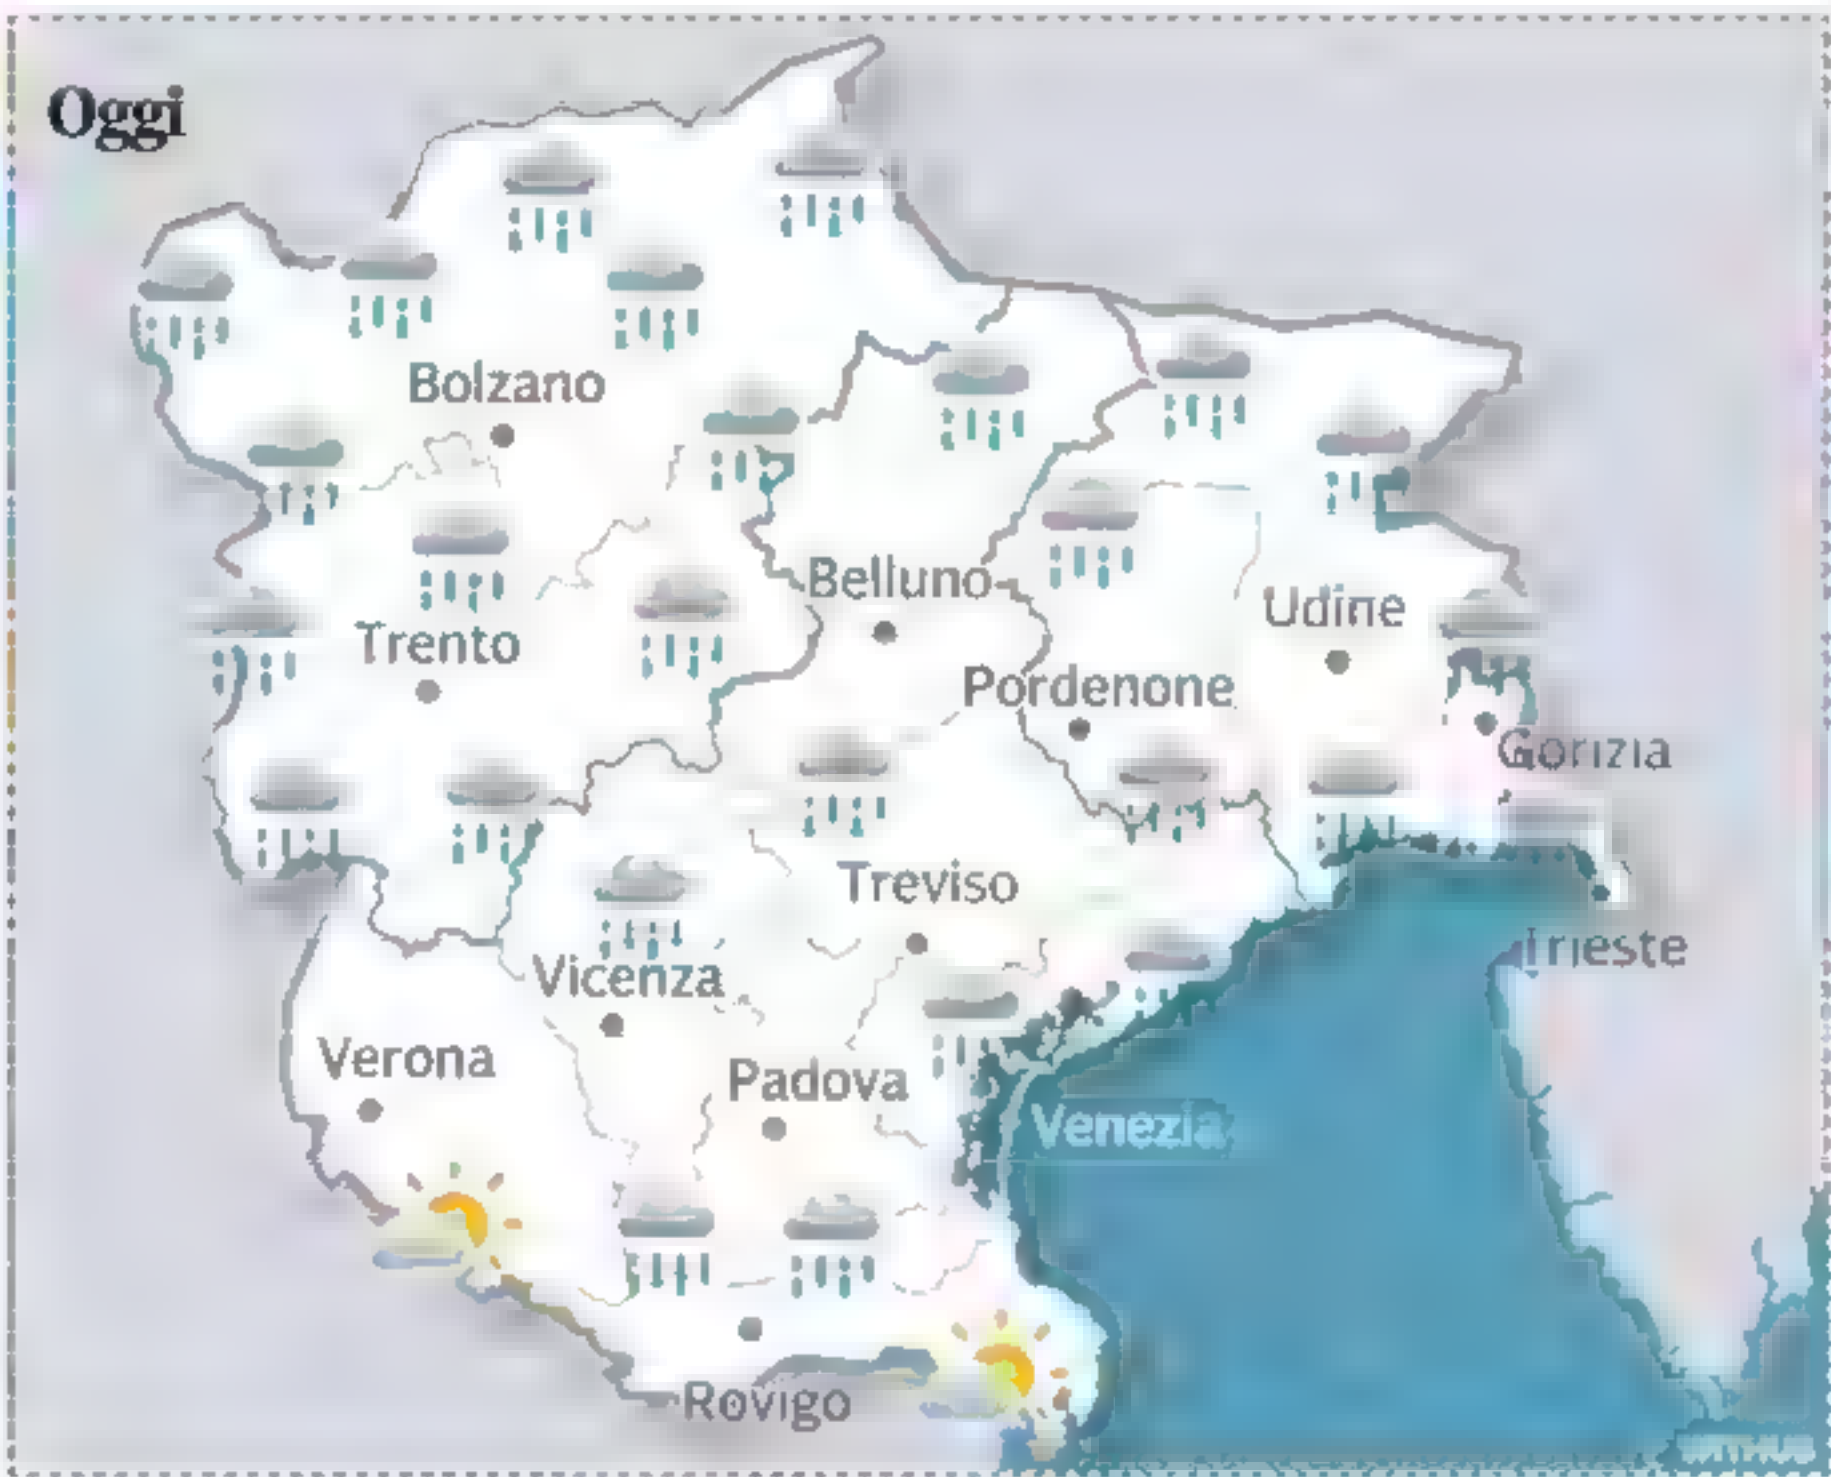 Oggi
Bolzano
Belluno
Udine
Trento
Pordenone
Gorizia
Treviso
Trieste
Vicenza
Verona
Padova
Venezia
Rovigo